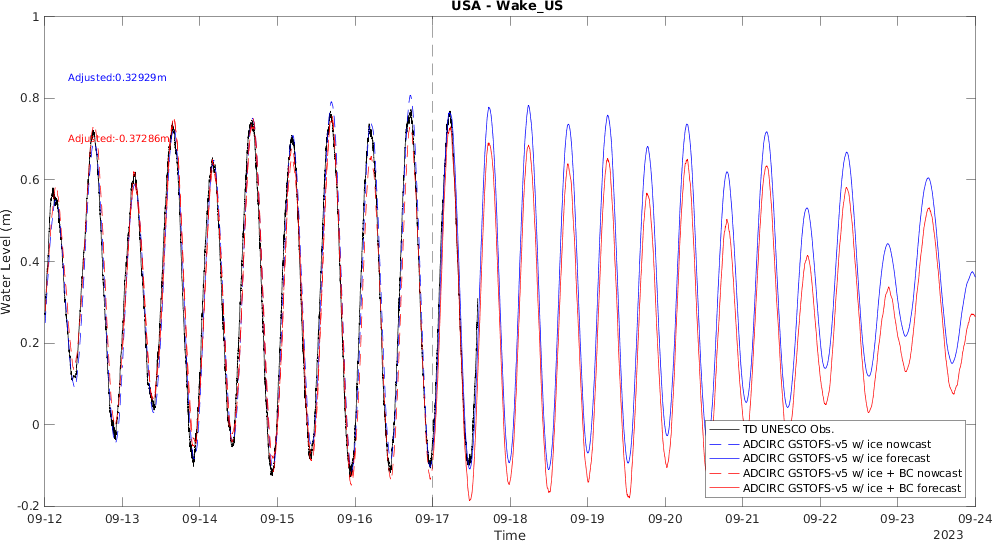 USA - Wake_US
1
0.8
0.6
0.4
0.2
0
-0.2
Water Level (m)
Adjusted:0.32929m
Adjusted:-0.37286m
TD UNESCO Obs.
ADCIRC GSTOFS-v5 w/ ice nowcast
ADCIRC GSTOFS-v5 w/ ice forecast
ADCIRC GSTOFS-v5 w/ ice + BC nowcast
ADCIRC GSTOFS-v5 w/ ice + BC forecast
09-12 09-13 09-14 09-15 09-16 09-17 09-18 09-19 09-20 09-21 09-22 09-23 09-24
Time
2023